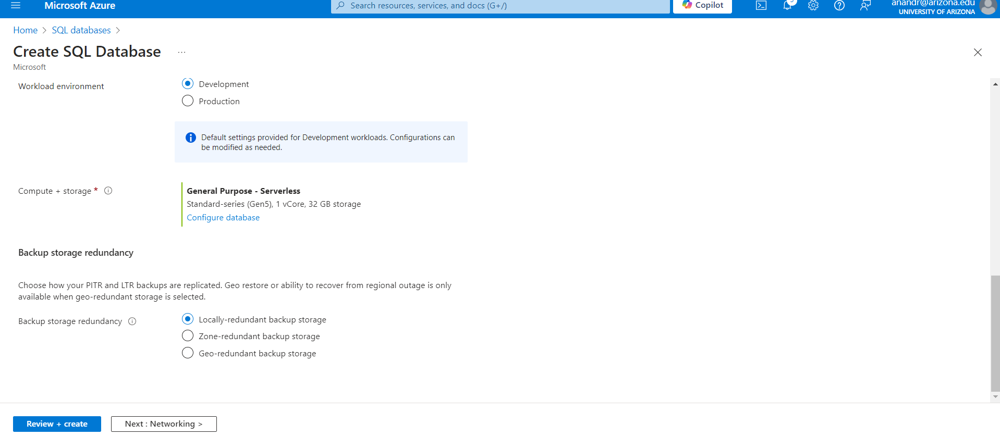 Microsoft Azure
Search resources, services, and docs (G+/)
Copilot
anandr@arizona.edu
UNIVERSITY OF ARIZONA
Home > SQL databases >
Create SQL Database ...
Microsoft
Workload environment
Development
Production
Default settings provided for Development workloads. Configurations can
be modified as needed.
Compute + storage *
General Purpose - Serverless
Standard-series (Gen5), 1 vCore, 32 GB storage
Configure database
Backup storage redundancy
Choose how your PITR and LTR backups are replicated. Geo restore or ability to recover from regional outage is only
available when geo-redundant storage is selected.
Backup storage redundancy
Locally-redundant backup storage
Zone-redundant backup storage
Geo-redundant backup storage
Review + create
Next : Networking >